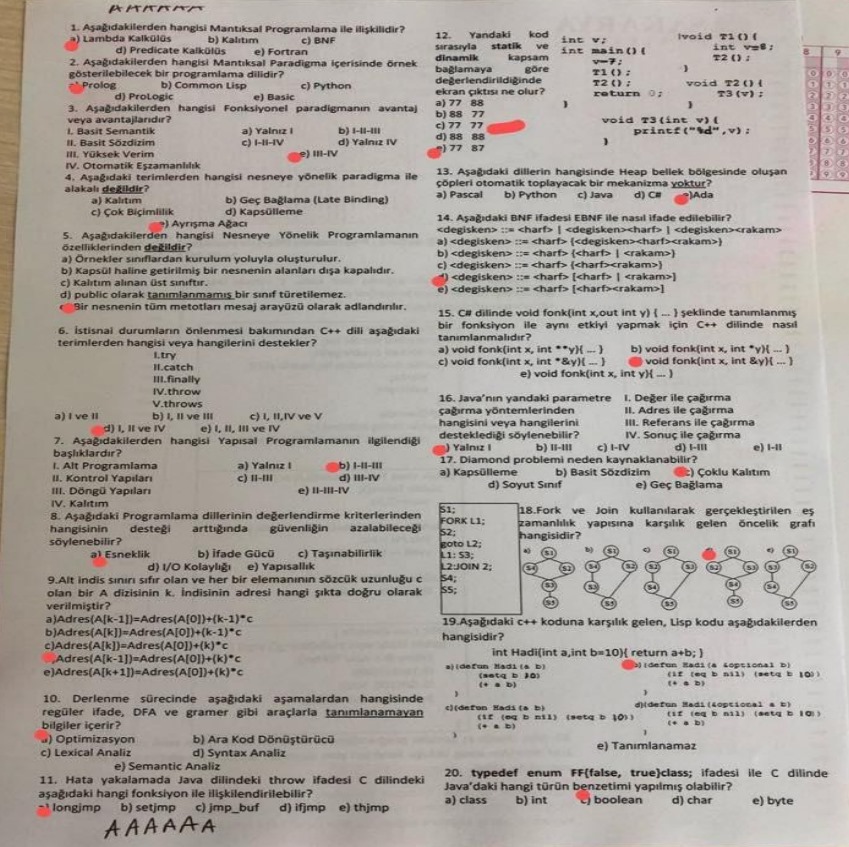 AAAAAA
1. Aşağıdakilerden hangisi Mantıksal Programlama ile ilişkilidir?
a) Lambda Kalkülüs b) Kalıtım c) BNF
d) Predicate Kalkülüs e) Fortran
2. Aşağıdakilerden hangisi Mantıksal Paradigma içerisinde örnek
gösterilebilecek bir programlama dilidir?
Prolog b) Common Lisp c) Python
d) ProLogic e) Basic
3. Aşağıdakilerden hangisi Fonksiyonel paradigmanın avantaj
veya avantajlarıdır?
I. Basit Semantik a) Yalnız I b) I-II-III
II. Basit Sözdizim c) I-II-IV d) Yalnız IV
III. Yüksek Verim e) III-IV
IV. Otomatik Eşzamanlılık
4. Aşağıdaki terimlerden hangisi nesneye yönelik paradigma ile
alakalı değildir?
a) Kalıtım b) Geç Bağlama (Late Binding)
c) Çok Biçimlilik d) Kapsülleme
e) Ayrışma Ağacı
5. Aşağıdakilerden hangisi Nesneye Yönelik Programlamanın
özelliklerinden değildir?
a) Örnekler sınıflardan kurulum yoluyla oluşturulur.
b) Kapsül haline getirilmiş bir nesnenin alanları dışa kapalıdır.
c) Kalıtım alınan üst sınıftır.
d) public olarak tanımlanmamış bir sınıf türetilemez.
Bir nesnenin tüm metotları mesaj arayüzü olarak adlandırılır.
6. İstisnai durumların önlenmesi bakımından C++ dili aşağıdaki
terimlerden hangisi veya hangilerini destekler?
I.try
II.catch
III.finally
IV.throw
V.throws
a) I ve II b) I, II ve III c) I, II,IV ve V
d) I, II ve IV e) I, II, III ve IV
7. Aşağıdakilerden hangisi Yapısal Programlamanın ilgilendiği
başlıklardır?
I. Alt Programlama a) Yalnız I b) I-II-III
II. Kontrol Yapıları c) II-III d) III-IV
III. Döngü Yapıları e) II-III-IV
IV. Kalıtım
8. Aşağıdaki Programlama dillerinin değerlendirme kriterlerinden
hangisinin desteği arttığında güvenliğin azalabileceği
söylenebilir?
a) Esneklik b) İfade Gücü c) Taşınabilirlik
d) I/O Kolaylığı e) Yapısallık
9.Alt indis sınırı sıfır olan ve her bir elemanının sözcük uzunluğu c
olan bir A dizisinin k. İndisinin adresi hangi şıkta doğru olarak
verilmiştir?
a)Adres(A[k-1])=Adres(A[0])+(k-1)*c
b)Adres(A[k])=Adres(A[0])+(k-1)*c
c)Adres(A[k])=Adres(A[0])+(k)*c
Adres(A[k-1])=Adres(A[0])+(k)*c
e)Adres(A[k+1])=Adres(A[0])+(k)*c
10. Derlenme sürecinde aşağıdaki aşamalardan hangisinde
regüler ifade, DFA ve gramer gibi araçlarla tanımlanamayan
bilgiler içerir?
a) Optimizasyon b) Ara Kod Dönüştürücü
c) Lexical Analiz d) Syntax Analiz
e) Semantic Analiz
11. Hata yakalamada Java dilindeki throw ifadesi C dilindeki
aşağıdaki hangi fonksiyon ile ilişkilendirilebilir?
longjmp b) setjmp c) jmp_buf d) ifjmp e) thjmp
AAAAAA
12. Yandaki kod
sırasıyla statik ve
dinamik kapsam
bağlamaya göre
değerlendirildiğinde
ekran çıktısı ne olur?
a) 77 88
b) 88 77
c) 77 77
d) 88 88
e) 77 87
int v;
int main(){
v=7;
T1();
T2();
return 0;
}
void T1(){
int v=8;
T2();
}
void T2(){
T3(v);
}
void T3(int v){
printf("%d",v);
}
13. Aşağıdaki dillerin hangisinde Heap bellek bölgesinde oluşan
çöpleri otomatik toplayacak bir mekanizma yoktur?
a) Pascal b) Python c) Java d) C# )Ada
14. Aşağıdaki BNF ifadesi EBNF ile nasıl ifade edilebilir?
<degisken> ::= <harf> | <degisken><harf> | <degisken><rakam>
a) <degisken> ::= <harf> {<degisken><harf><rakam>}
b) <degisken> ::= <harf> {<harf> | <rakam>}
c) <degisken> ::= <harf> {<harf><rakam>}
d) <degisken> ::= <harf> [<harf> | <rakam>]
e) <degisken> ::= <harf> [<harf><rakam>]
15. C# dilinde void fonk(int x,out int y) { ... } şeklinde tanımlanmış
bir fonksiyon ile aynı etkiyi yapmak için C++ dilinde nasıl
tanımlanmalıdır?
a) void fonk(int x, int **y){ ... } b) void fonk(int x, int *y){ ... }
c) void fonk(int x, int *&y){ ... } void fonk(int x, int &y){ ... }
e) void fonk(int x, int y){ ... }
16. Java'nın yandaki parametre I. Değer ile çağırma
çağırma yöntemlerinden II. Adres ile çağırma
hangisini veya hangilerini III. Referans ile çağırma
desteklediği söylenebilir? IV. Sonuç ile çağırma
) Yalnız I b) II-III c) I-IV d) I-III e) I-II
17. Diamond problemi neden kaynaklanabilir?
a) Kapsülleme b) Basit Sözdizim c) Çoklu Kalıtım
d) Soyut Sınıf e) Geç Bağlama
S1;
FORK L1;
S2;
goto L2;
L1: S3;
L2:JOIN 2;
S4;
S5;
18.Fork ve Join kullanılarak gerçekleştirilen eş
zamanlılık yapısına karşılık gelen öncelik grafı
hangisidir?
a) S1 b) S1 c) S1 S1 e) S1
S4 S2 S4 S2 S2 S3 S3 S2
S3 S3 S4 S4
S5 S5 S5 S5 S5
19.Aşağıdaki c++ koduna karşılık gelen, Lisp kodu aşağıdakilerden
hangisidir?
int Hadi(int a,int b=10){ return a+b; }
a)(defun Hadi(a b)
(setq b 10)
(+ a b)
)
b)(defun Hadi(a &optional b)
(if (eq b nil) (setq b 10))
(+ a b)
)
c)(defun Hadi(a b)
(if (eq b nil) (setq b 10))
(+ a b)
)
d)(defun Hadi(&optional a b)
(if (eq b nil) (setq b 10))
(+ a b)
)
e) Tanımlanamaz
20. typedef enum FF{false, true}class; ifadesi ile C dilinde
Java'daki hangi türün benzetimi yapılmış olabilir?
a) class b) int c) boolean d) char e) byte
8 9